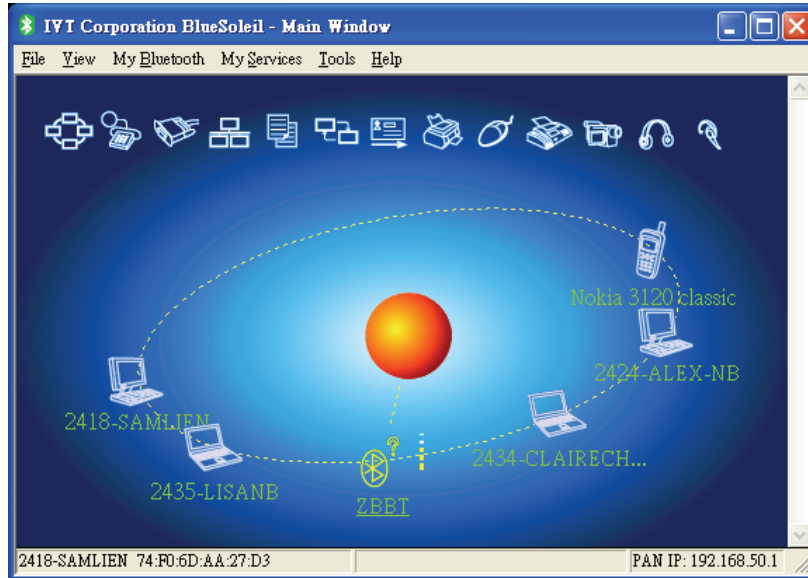 IVT Corporation BlueSoleil - Main Window
File View My Bluetooth My Services Tools Help
Nokia 3120 classic
2424-ALEX-NB
2418-SAMLIEN
2434-CLAIRECH...
2435-LISANB
ZBBT
2418-SAMLIEN 74:F0:6D:AA:27:D3 PAN IP: 192.168.50.1